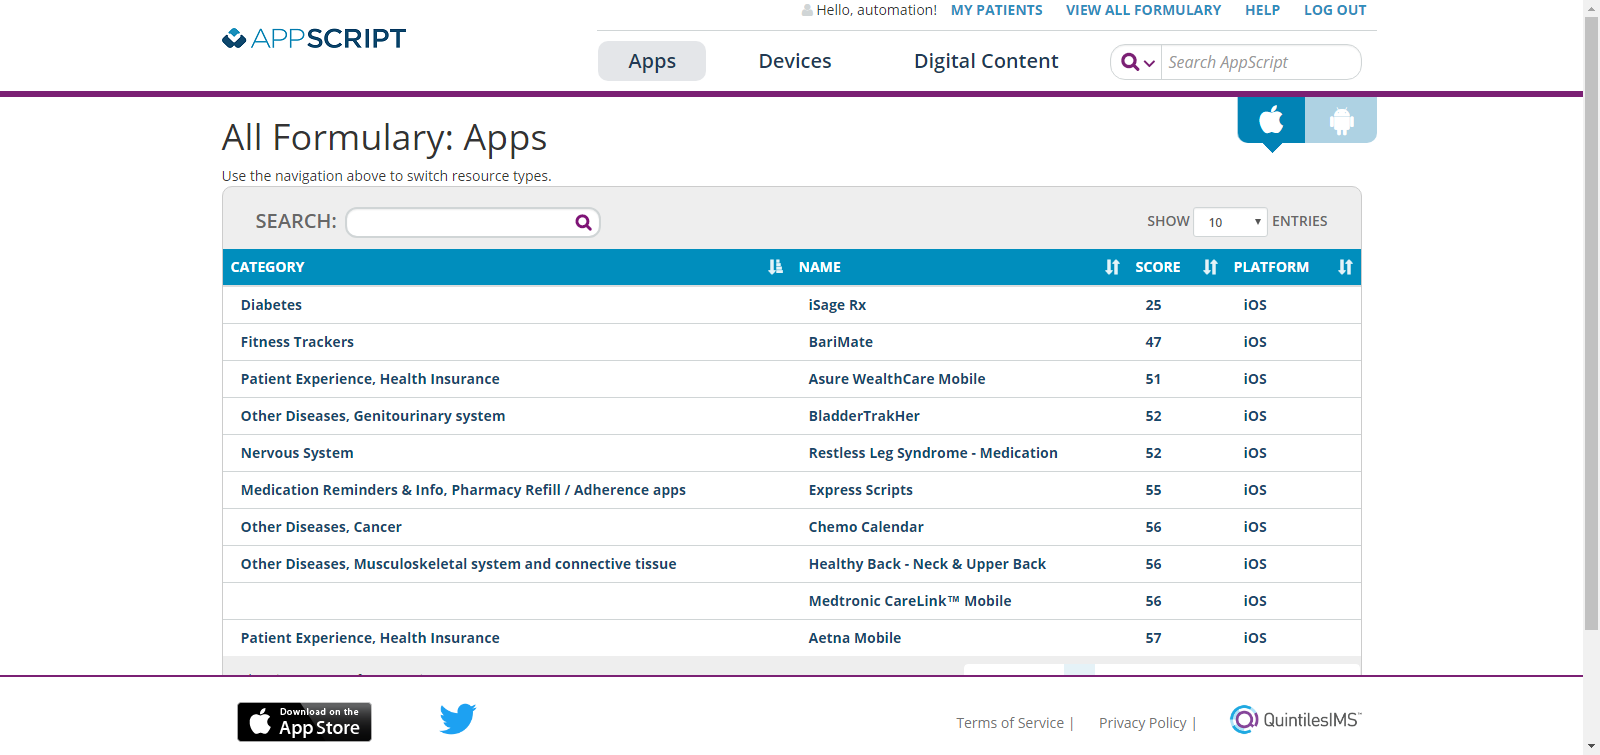 Hello, automation! MY PATIENTS VIEW ALL FORMULARY HELP LOG OUT
APPSCRIPT
Apps Devices Digital Content Search AppScript
All Formulary: Apps
Use the navigation above to switch resource types.
SEARCH: SHOW 10 ENTRIES
CATEGORY NAME SCORE PLATFORM
Diabetes iSage Rx 25 iOS
Fitness Trackers BariMate 47 iOS
Patient Experience, Health Insurance Asure WealthCare Mobile 51 iOS
Other Diseases, Genitourinary system BladderTrakHer 52 iOS
Nervous System Restless Leg Syndrome - Medication 52 iOS
Medication Reminders & Info, Pharmacy Refill / Adherence apps Express Scripts 55 iOS
Other Diseases, Cancer Chemo Calendar 56 iOS
Other Diseases, Musculoskeletal system and connective tissue Healthy Back - Neck & Upper Back 56 iOS
Medtronic CareLink™ Mobile 56 iOS
Patient Experience, Health Insurance Aetna Mobile 57 iOS
Download on the
App Store
Terms of Service | Privacy Policy | QuintilesIMS™